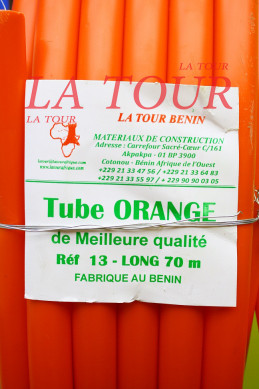 LA TOUR
LA TOUR
LA TOUR
LA TOUR BENIN
MATERIAUX DE CONSTRUCTION
Adresse : Carrefour Sacré-Cœur C/161
Akpakpa - 01 BP 3900
Cotonou - Bénin Afrique de l'Ouest
+229 21 33 47 56 / +229 21 33 64 83
+229 21 33 55 97 / + 229 90 90 03 05
www.latourafrique.com
Tube ORANGE
de Meilleure qualité
Réf 13 - LONG 70 m
FABRIQUE AU BENIN